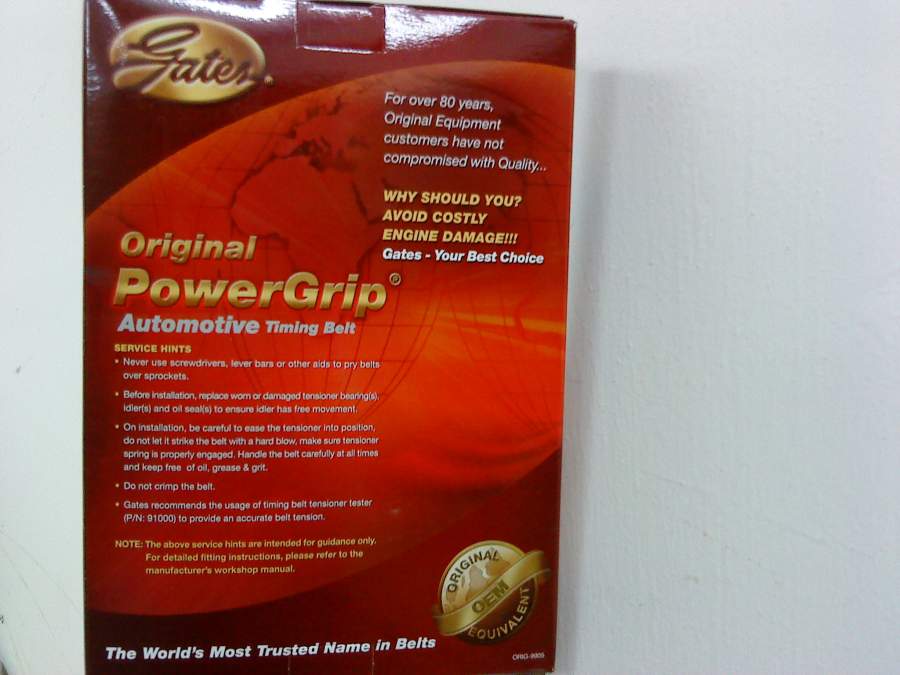 Gates®
For over 80 years,
Original Equipment
customers have not
compromised with Quality...
WHY SHOULD YOU?
AVOID COSTLY
ENGINE DAMAGE!!!
Gates - Your Best Choice
Original
PowerGrip®
Automotive Timing Belt
SERVICE HINTS
• Never use screwdrivers, lever bars or other aids to pry belts
over sprockets.
• Before installation, replace worn or damaged tensioner bearing(s),
idler(s) and oil seal(s) to ensure idler has free movement.
• On installation, be careful to ease the tensioner into position,
do not let it strike the belt with a hard blow, make sure tensioner
spring is properly engaged. Handle the belt carefully at all times
and keep free of oil, grease & grit.
• Do not crimp the belt.
• Gates recommends the usage of timing belt tensioner tester
(P/N: 91000) to provide an accurate belt tension.
NOTE: The above service hints are intended for guidance only.
For detailed fitting instructions, please refer to the
manufacturer's workshop manual.
ORIGINAL
OEM
EQUIVALENT
The World's Most Trusted Name in Belts